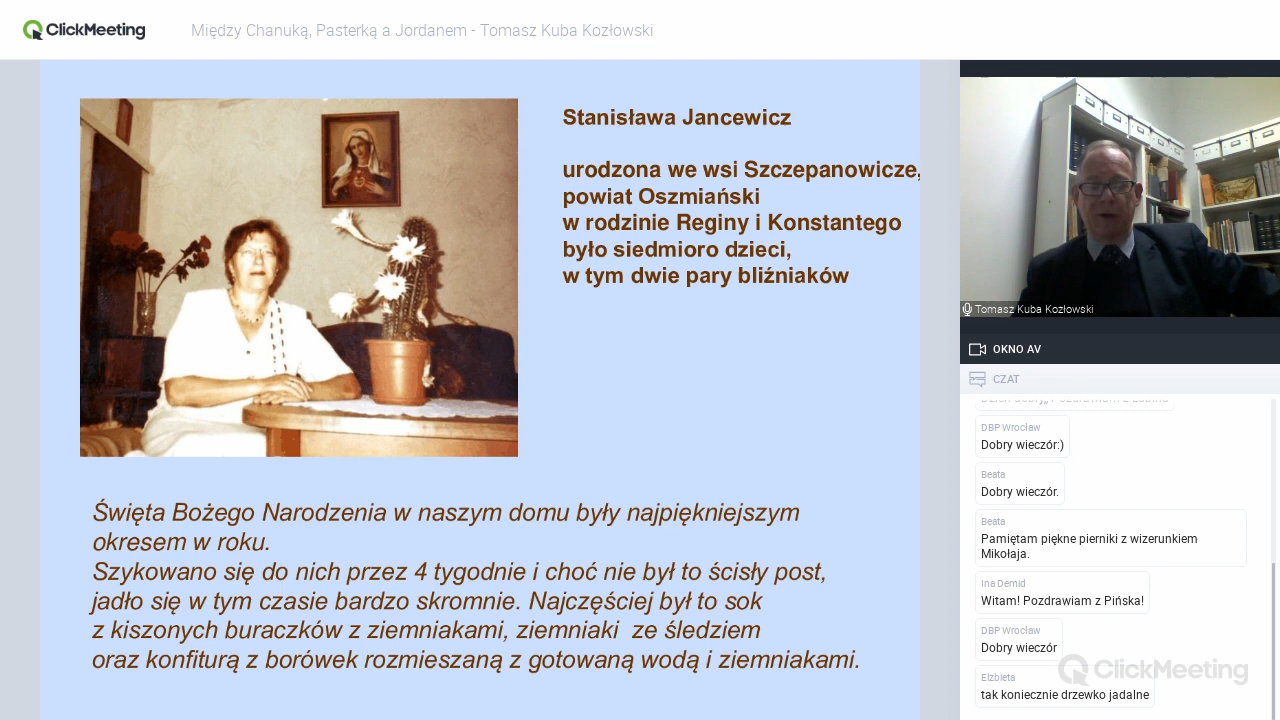 ClickMeeting
Między Chanuką, Pasterką a Jordanem - Tomasz Kuba Kozłowski
Stanisława Jancewicz
urodzona we wsi Szczepanowicze,
powiat Oszmiański
w rodzinie Reginy i Konstantego
było siedmioro dzieci,
w tym dwie pary bliźniaków
Święta Bożego Narodzenia w naszym domu były najpiękniejszym
okresem w roku.
Szykowano się do nich przez 4 tygodnie i choć nie był to ścisły post,
jadło się w tym czasie bardzo skromnie. Najczęściej był to sok
z kiszonych buraczków z ziemniakami, ziemniaki  ze śledziem
oraz konfiturą z borówek rozmieszaną z gotowaną wodą i ziemniakami.
Tomasz Kuba Kozłowski
OKNO AV
CZAT
DBP Wrocław
Dobry wieczór:)
Beata
Dobry wieczór.
Beata
Pamiętam piękne pierniki z wizerunkiem
Mikołaja.
Ina Demid
Witam! Pozdrawiam z Pińska!
DBP Wrocław
Dobry wieczór
Elżbieta
tak koniecznie drzewko jadalne
ClickMeeting